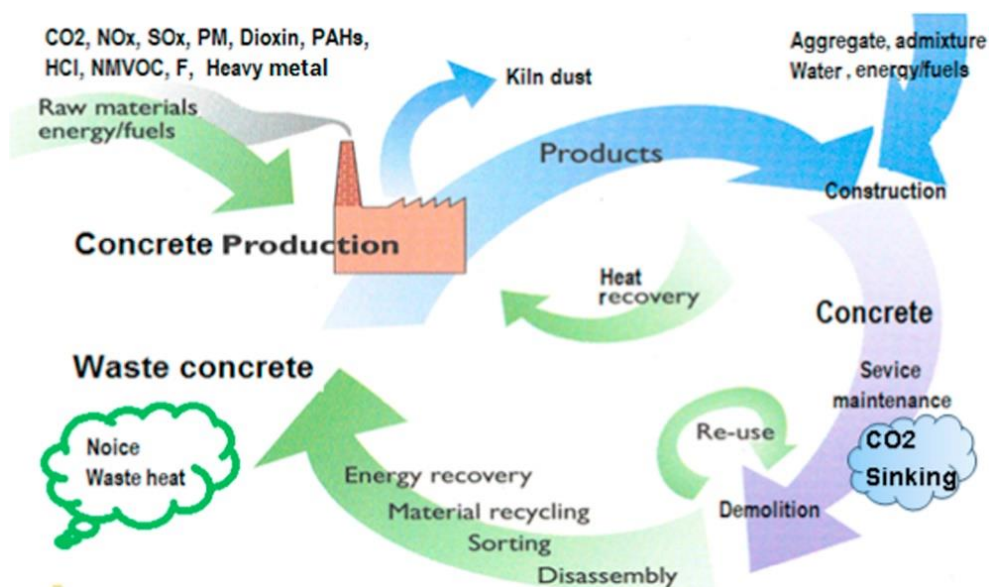 CO2, NOx, SOx, PM, Dioxin, PAHs,
HCl, NMVOC, F, Heavy metal
Raw materials
energy/fuels
Kiln dust
Aggregate, admixture
Water , energy/fuels
Products
Construction
Concrete Production
Heat
recovery
Concrete
Waste concrete
Sevice
maintenance
Noice
Waste heat
Re-use
CO2
Sinking
Energy recovery
Material recycling
Demolition
Sorting
Disassembly